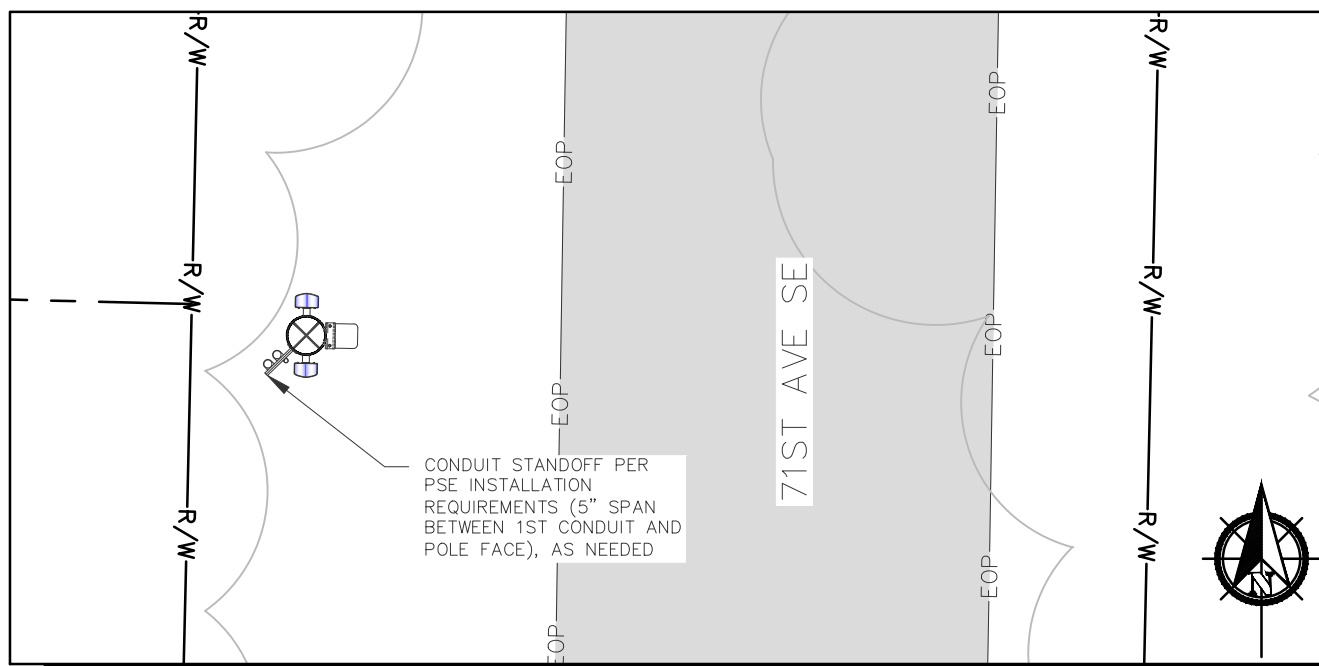 R/W
R/W
EOP
EOP
R/W
R/W
EOP
71ST AVE SE
EOP
CONDUIT STANDOFF PER
PSE INSTALLATION
REQUIREMENTS (5" SPAN
BETWEEN 1ST CONDUIT AND
POLE FACE), AS NEEDED
R/W
R/W
EOP
EOP
N